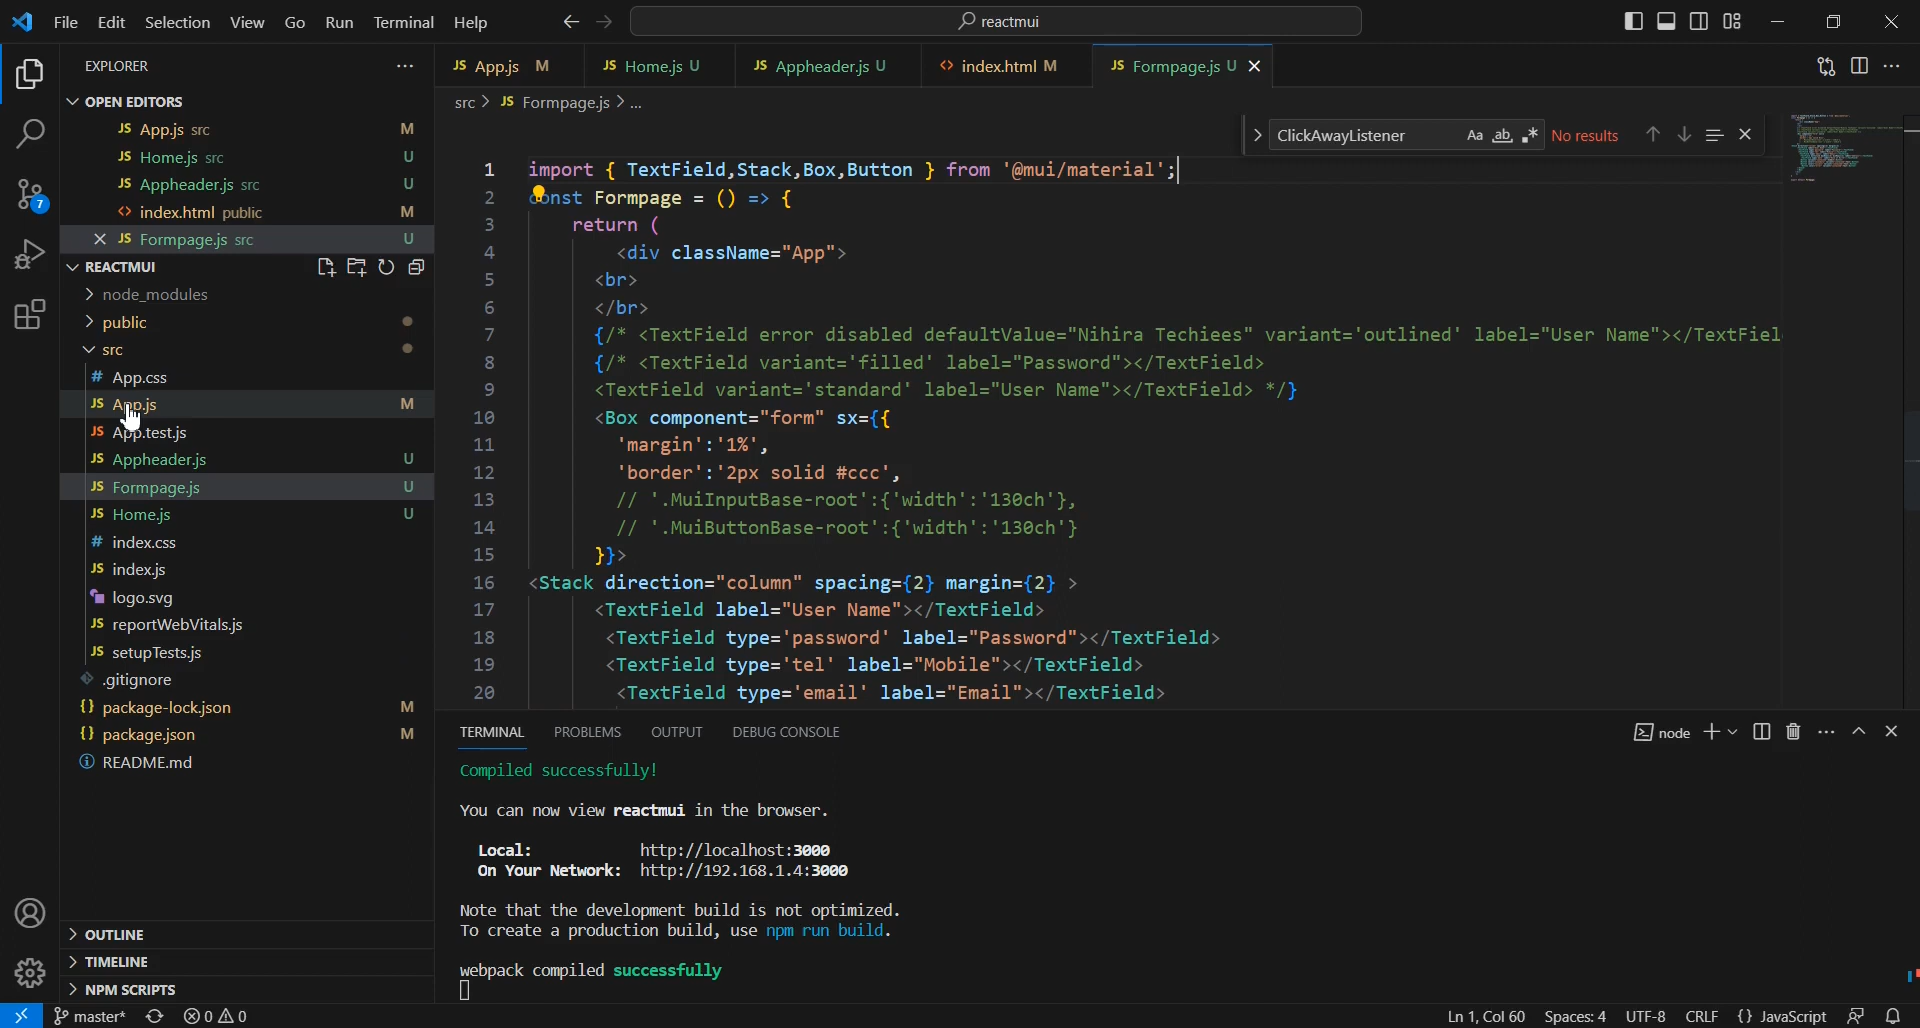 File Edit Selection View Go Run Terminal Help
reactmui
EXPLORER
OPEN EDITORS
JS App.js src M
JS Home.js src U
JS Appheader.js src U
<> index.html public M
JS Formpage.js src U
REACTMUI
node_modules
public
src
# App.css
JS App.js M
JS App.test.js
JS Appheader.js U
JS Formpage.js U
JS Home.js U
# index.css
JS index.js
logo.svg
JS reportWebVitals.js
JS setupTests.js
.gitignore
{} package-lock.json M
{} package.json M
README.md
OUTLINE
TIMELINE
NPM SCRIPTS
7
JS App.js M JS Home.js U JS Appheader.js U <> index.html M JS Formpage.js U
src > JS Formpage.js > ...
ClickAwayListener Aa ab No results
1 import { TextField,Stack,Box,Button } from '@mui/material';
2 const Formpage = () => {
3 return (
4 <div className="App">
5 <br>
6 </br>
7 {/* <TextField error disabled defaultValue="Nihira Techiees" variant='outlined' label="User Name"></TextFiel
8 {/* <TextField variant='filled' label="Password"></TextField>
9 <TextField variant='standard' label="User Name"></TextField> */}
10 <Box component="form" sx={{
11 'margin':'1%',
12 'border':'2px solid #ccc',
13 // '.MuiInputBase-root':{'width':'130ch'},
14 // '.MuiButtonBase-root':{'width':'130ch'}
15 }}>
16 <Stack direction="column" spacing={2} margin={2} >
17 <TextField label="User Name"></TextField>
18 <TextField type='password' label="Password"></TextField>
19 <TextField type='tel' label="Mobile"></TextField>
20 <TextField type='email' label="Email"></TextField>
TERMINAL PROBLEMS OUTPUT DEBUG CONSOLE node
Compiled successfully!
You can now view reactmui in the browser.
Local: http://localhost:3000
On Your Network: http://192.168.1.4:3000
Note that the development build is not optimized.
To create a production build, use npm run build.
webpack compiled successfully
master* 0 0 Ln 1, Col 60 Spaces: 4 UTF-8 CRLF {} JavaScript